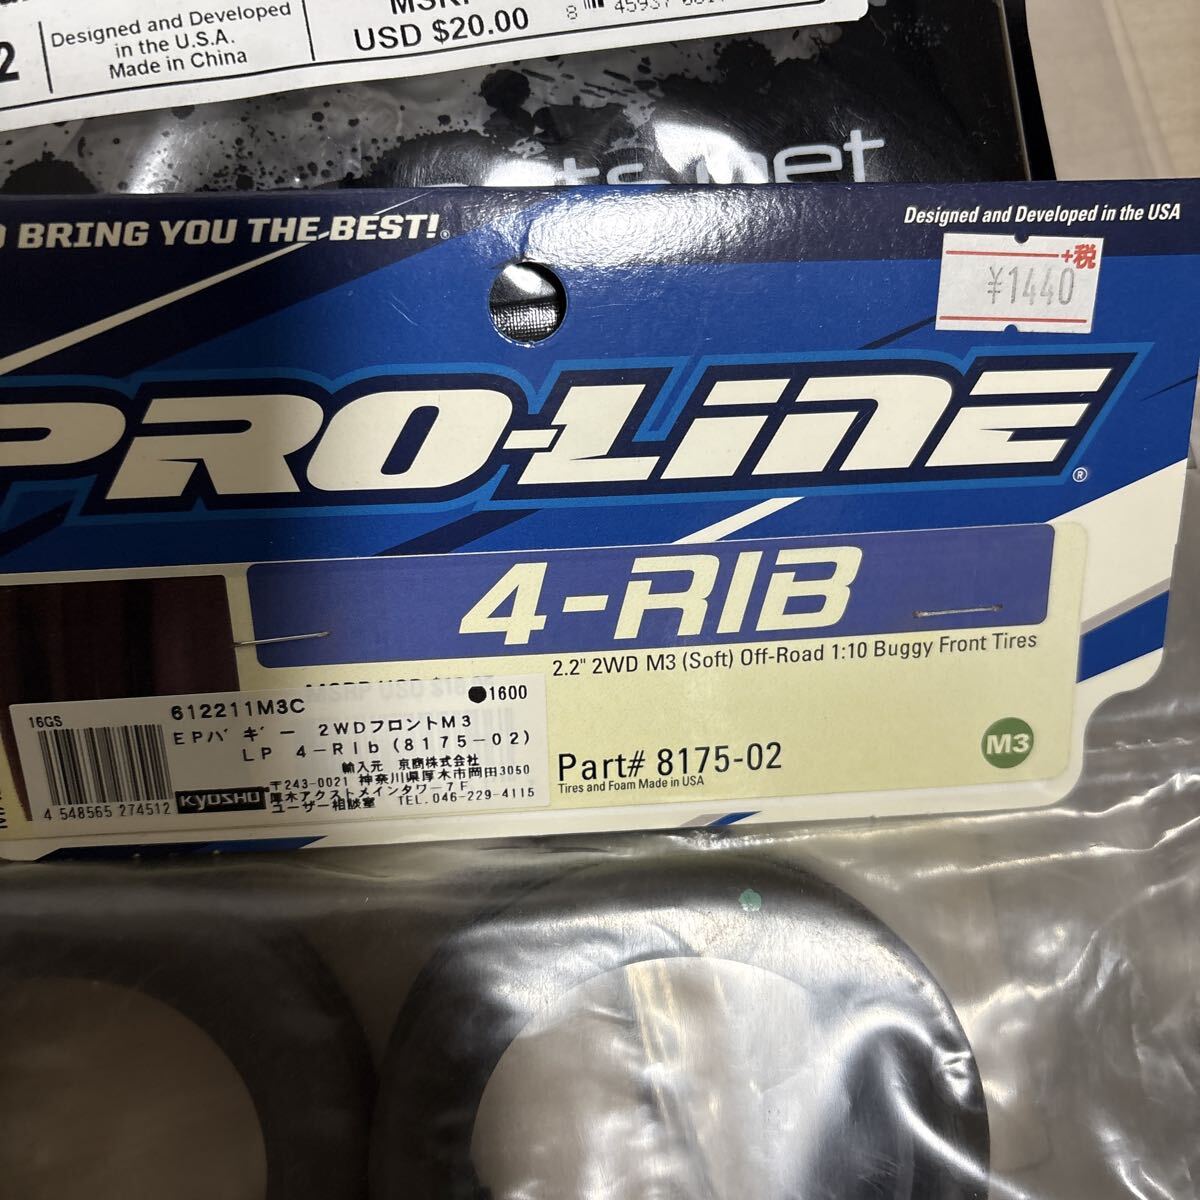 Designed and Developed
in the U.S.A.
Made in China
USD $20.00
2
8
45937
BRING YOU THE BEST!
Designed and Developed in the USA
+税
¥1440
PRO-LINE®
4-RIB
2.2" 2WD M3 (Soft) Off-Road 1:10 Buggy Front Tires
16GS
612211M3C
●1600
EPバギー 2WDフロントM3
LP 4-RIb(8175-02)
輸入元 京商株式会社
〒243-0021 神奈川県厚木市岡田3050
厚木アクストメインタワー7F
ユーザー相談室 TEL.046-229-4115
KYOSHO
4 548565 274512
Part# 8175-02
Tires and Foam Made in USA
M3